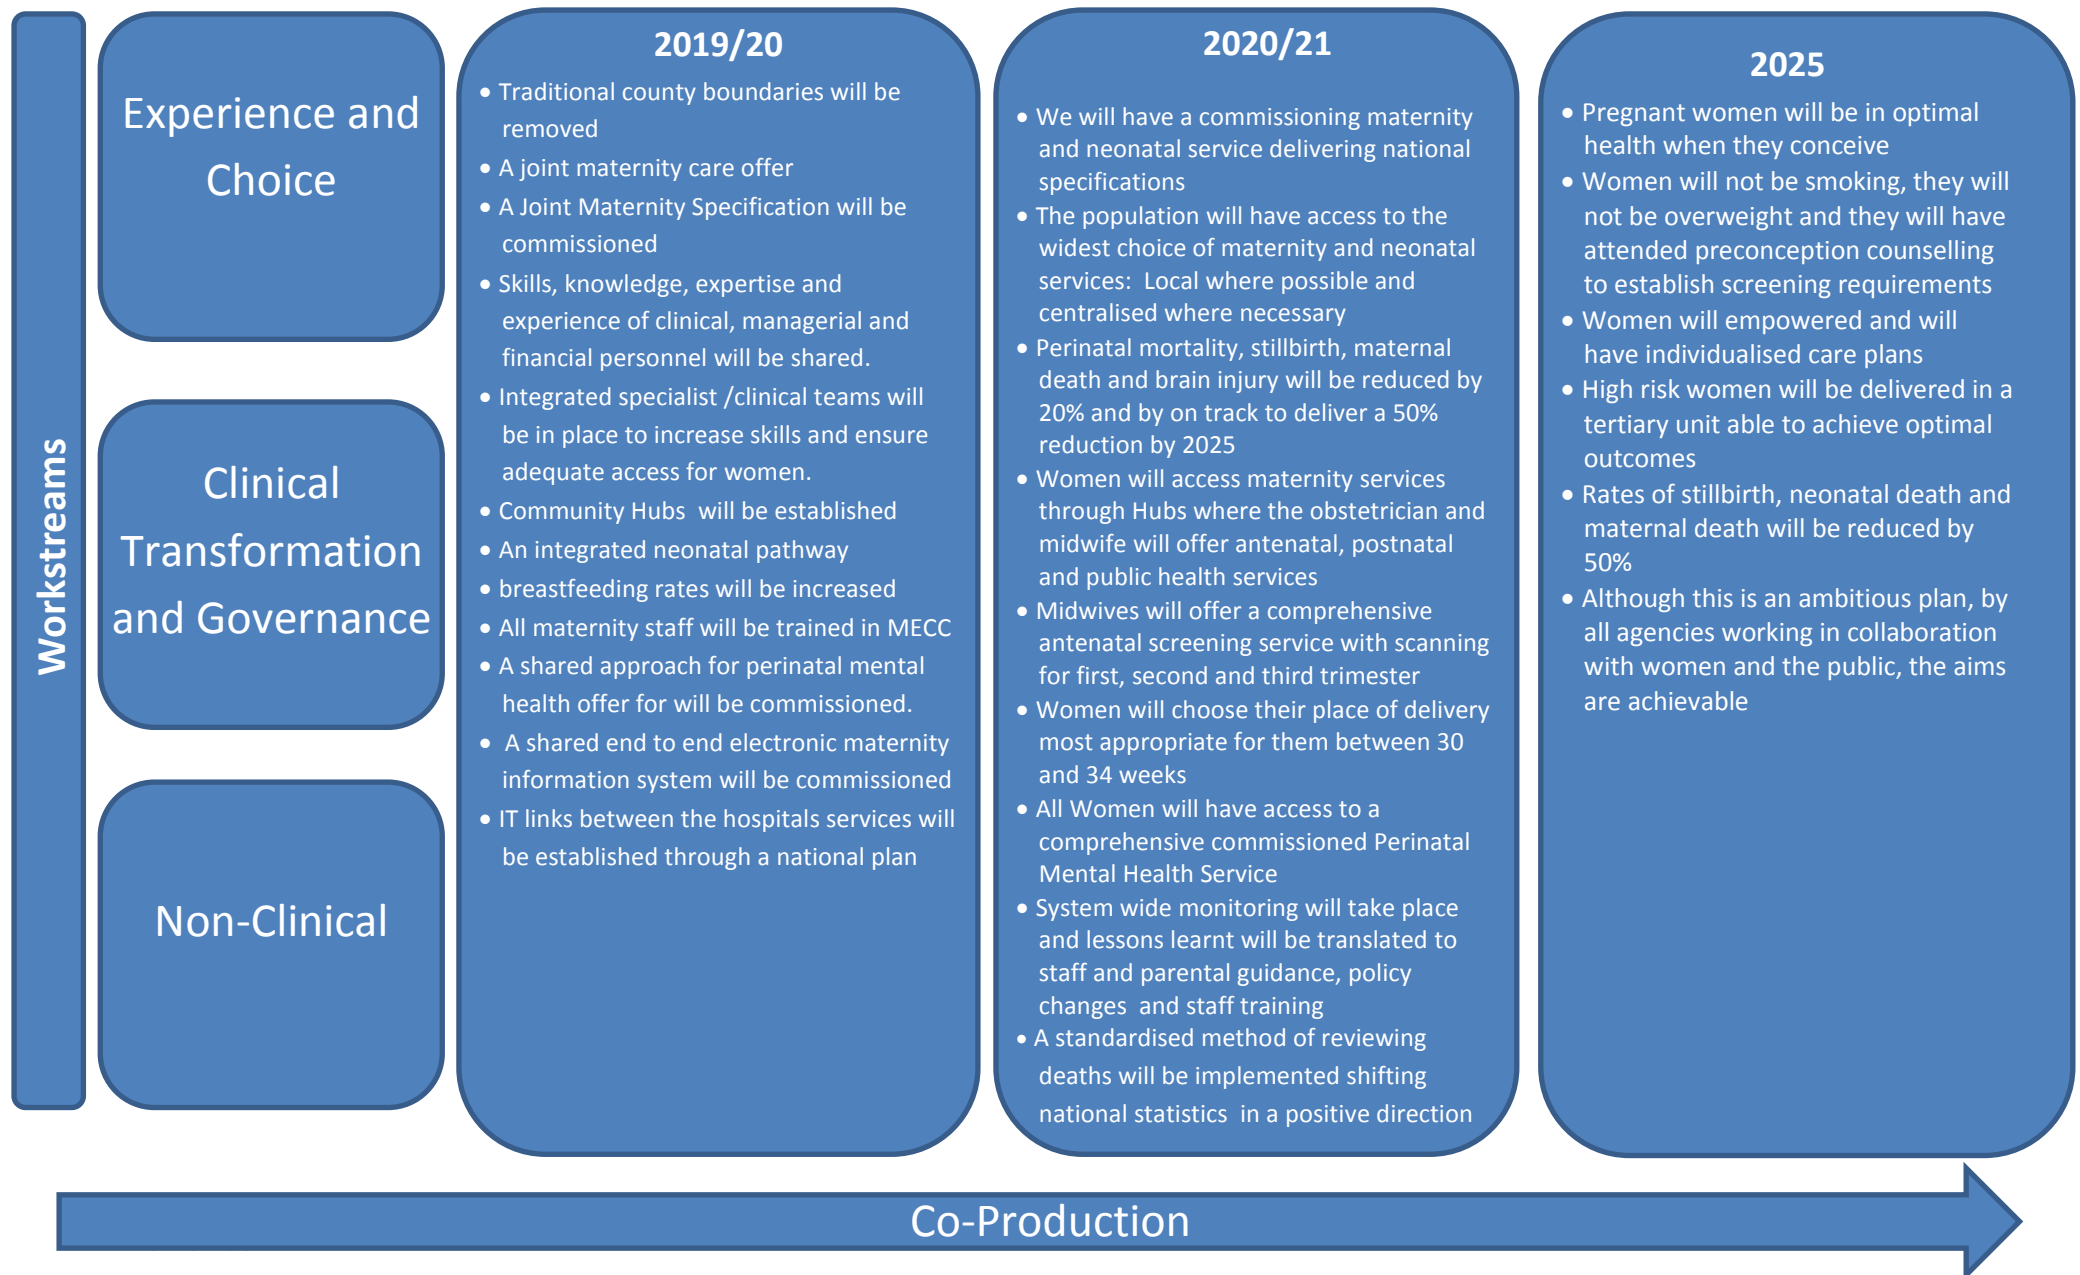 Workstreams
Experience and
Choice
Clinical
Transformation
and Governance
Non-Clinical
2019/20
• Traditional county boundaries will be
removed
• A joint maternity care offer
• A Joint Maternity Specification will be
commissioned
• Skills, knowledge, expertise and
experience of clinical, managerial and
financial personnel will be shared.
• Integrated specialist /clinical teams will
be in place to increase skills and ensure
adequate access for women.
• Community Hubs  will be established
• An integrated neonatal pathway
• breastfeeding rates will be increased
• All maternity staff will be trained in MECC
• A shared approach for perinatal mental
health offer for will be commissioned.
•  A shared end to end electronic maternity
information system will be commissioned
• IT links between the hospitals services will
be established through a national plan
2020/21
• We will have a commissioning maternity
and neonatal service delivering national
specifications
• The population will have access to the
widest choice of maternity and neonatal
services:  Local where possible and
centralised where necessary
• Perinatal mortality, stillbirth, maternal
death and brain injury will be reduced by
20% and by on track to deliver a 50%
reduction by 2025
• Women will access maternity services
through Hubs where the obstetrician and
midwife will offer antenatal, postnatal
and public health services
• Midwives will offer a comprehensive
antenatal screening service with scanning
for first, second and third trimester
• Women will choose their place of delivery
most appropriate for them between 30
and 34 weeks
• All Women will have access to a
comprehensive commissioned Perinatal
Mental Health Service
• System wide monitoring will take place
and lessons learnt will be translated to
staff and parental guidance, policy
changes  and staff training
• A standardised method of reviewing
deaths will be implemented shifting
national statistics  in a positive direction
2025
• Pregnant women will be in optimal
health when they conceive
• Women will not be smoking, they will
not be overweight and they will have
attended preconception counselling
to establish screening requirements
• Women will empowered and will
have individualised care plans
• High risk women will be delivered in a
tertiary unit able to achieve optimal
outcomes
• Rates of stillbirth, neonatal death and
maternal death will be reduced by
50%
• Although this is an ambitious plan, by
all agencies working in collaboration
with women and the public, the aims
are achievable
Co-Production